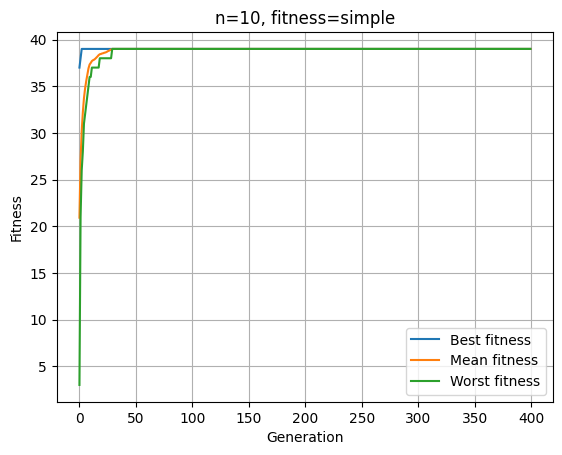 n=10, fitness=simple
40
35
30
25
20
15
10
5
Fitness
0 50 100 150 200 250 300 350 400
Generation
Best fitness
Mean fitness
Worst fitness